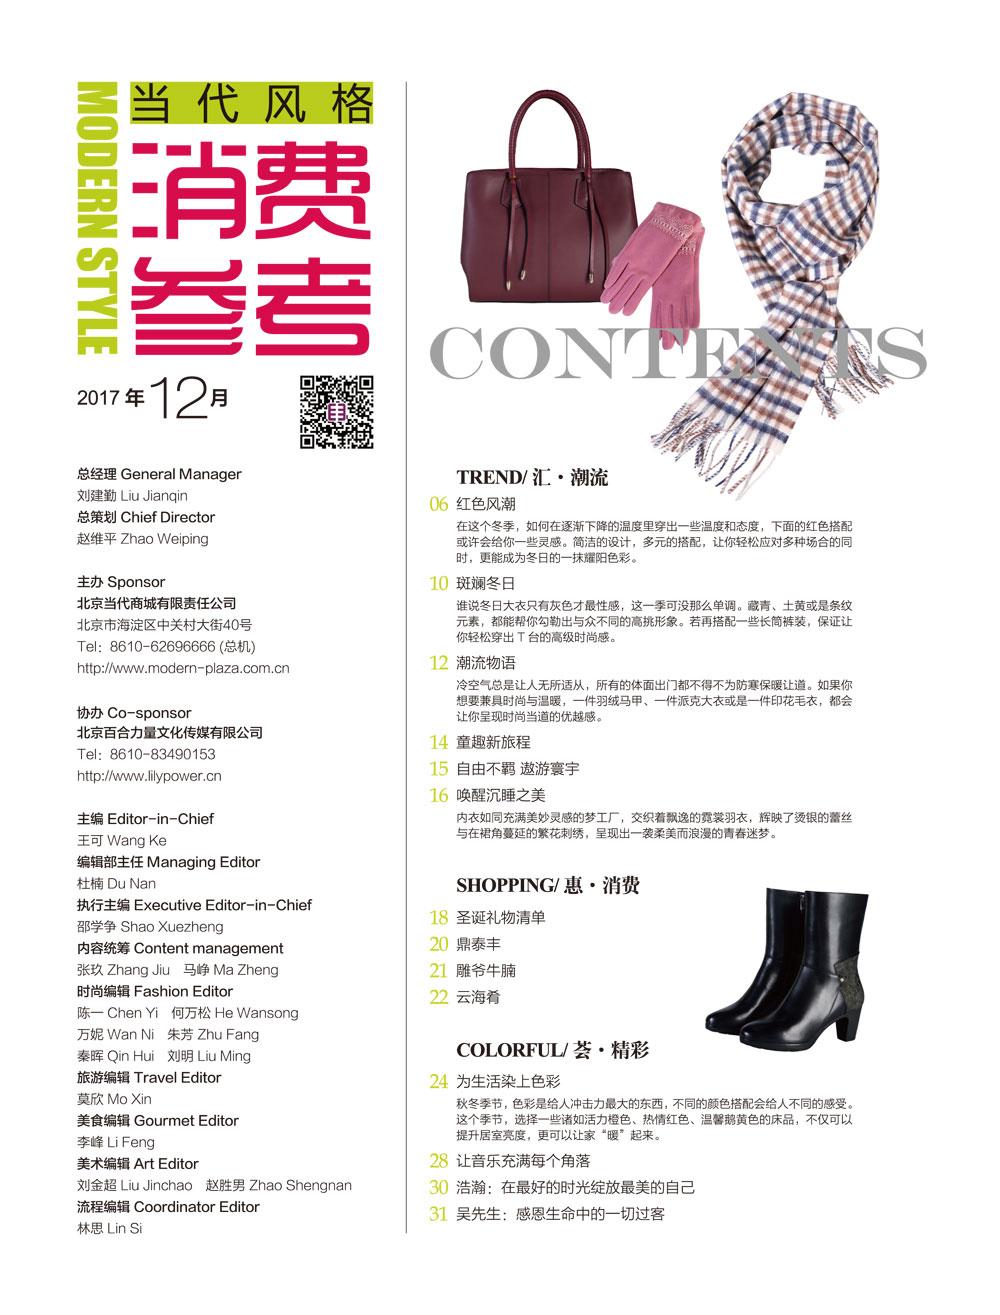 MODERN STYLE
当代风格
消费
参考
2017 年 12月
总经理 General Manager
刘建勤 Liu Jianqin
总策划 Chief Director
赵维平 Zhao Weiping
主办 Sponsor
北京当代商城有限责任公司
北京市海淀区中关村大街40号
Tel：8610-62696666 (总机)
http://www.modern-plaza.com.cn
协办 Co-sponsor
北京百合力量文化传媒有限公司
Tel：8610-83490153
http://www.lilypower.cn
主编 Editor-in-Chief
王可 Wang Ke
编辑部主任 Managing Editor
杜楠 Du Nan
执行主编 Executive Editor-in-Chief
邵学争 Shao Xuezheng
内容统筹 Content management
张玖 Zhang Jiu　马峥 Ma Zheng
时尚编辑 Fashion Editor
陈一 Chen Yi　何万松 He Wansong
万妮 Wan Ni　朱芳 Zhu Fang
秦晖 Qin Hui　刘明 Liu Ming
旅游编辑 Travel Editor
莫欣 Mo Xin
美食编辑 Gourmet Editor
李峰 Li Feng
美术编辑 Art Editor
刘金超 Liu Jinchao　赵胜男 Zhao Shengnan
流程编辑 Coordinator Editor
林思 Lin Si
CONTENTS
TREND/ 汇·潮流
06 红色风潮
在这个冬季，如何在逐渐下降的温度里穿出一些温度和态度，下面的红色搭配
或许会给你一些灵感。简洁的设计，多元的搭配，让你轻松应对多种场合的同
时，更能成为冬日的一抹耀阳色彩。
10 斑斓冬日
谁说冬日大衣只有灰色才最性感，这一季可没那么单调。藏青、土黄或是条纹
元素，都能帮你勾勒出与众不同的高挑形象。若再搭配一些长筒裤装，保证让
你轻松穿出 T 台的高级时尚感。
12 潮流物语
冷空气总是让人无所适从，所有的体面出门都不得不为防寒保暖让道。如果你
想要兼具时尚与温暖，一件羽绒马甲、一件派克大衣或是一件印花毛衣，都会
让你呈现时尚当道的优越感。
14 童趣新旅程
15 自由不羁 遨游寰宇
16 唤醒沉睡之美
内衣如同充满美妙灵感的梦工厂，交织着飘逸的霓裳羽衣，辉映了烫银的蕾丝
与在裙角蔓延的繁花刺绣，呈现出一袭柔美而浪漫的青春迷梦。
SHOPPING/ 惠·消费
18 圣诞礼物清单
20 鼎泰丰
21 雕爷牛腩
22 云海肴
COLORFUL/ 荟·精彩
24 为生活染上色彩
秋冬季节，色彩是给人冲击力最大的东西，不同的颜色搭配会给人不同的感受。
这个季节，选择一些诸如活力橙色、热情红色、温馨鹅黄色的床品，不仅可以
提升居室亮度，更可以让家“暖”起来。
28 让音乐充满每个角落
30 浩瀚：在最好的时光绽放最美的自己
31 吴先生：感恩生命中的一切过客